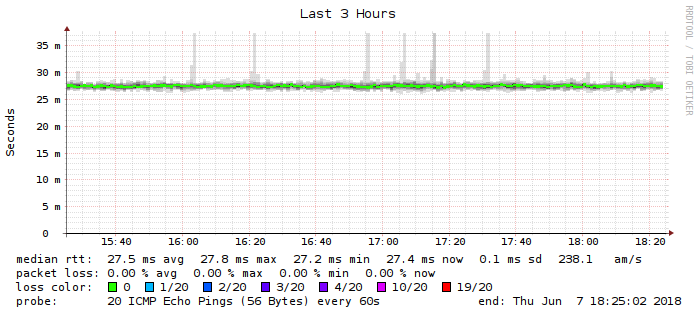 Last 3 Hours
RRDTOOL / TOBI OETIKER
Seconds
35 m
30 m
25 m
20 m
15 m
10 m
5 m
0
15:40 16:00 16:20 16:40 17:00 17:20 17:40 18:00 18:20
median rtt: 27.5 ms avg 27.8 ms max 27.2 ms min 27.4 ms now 0.1 ms sd 238.1 am/s
packet loss: 0.00 % avg 0.00 % max 0.00 % min 0.00 % now
loss color: 0 1/20 2/20 3/20 4/20 10/20 19/20
probe: 20 ICMP Echo Pings (56 Bytes) every 60s end: Thu Jun 7 18:25:02 2018